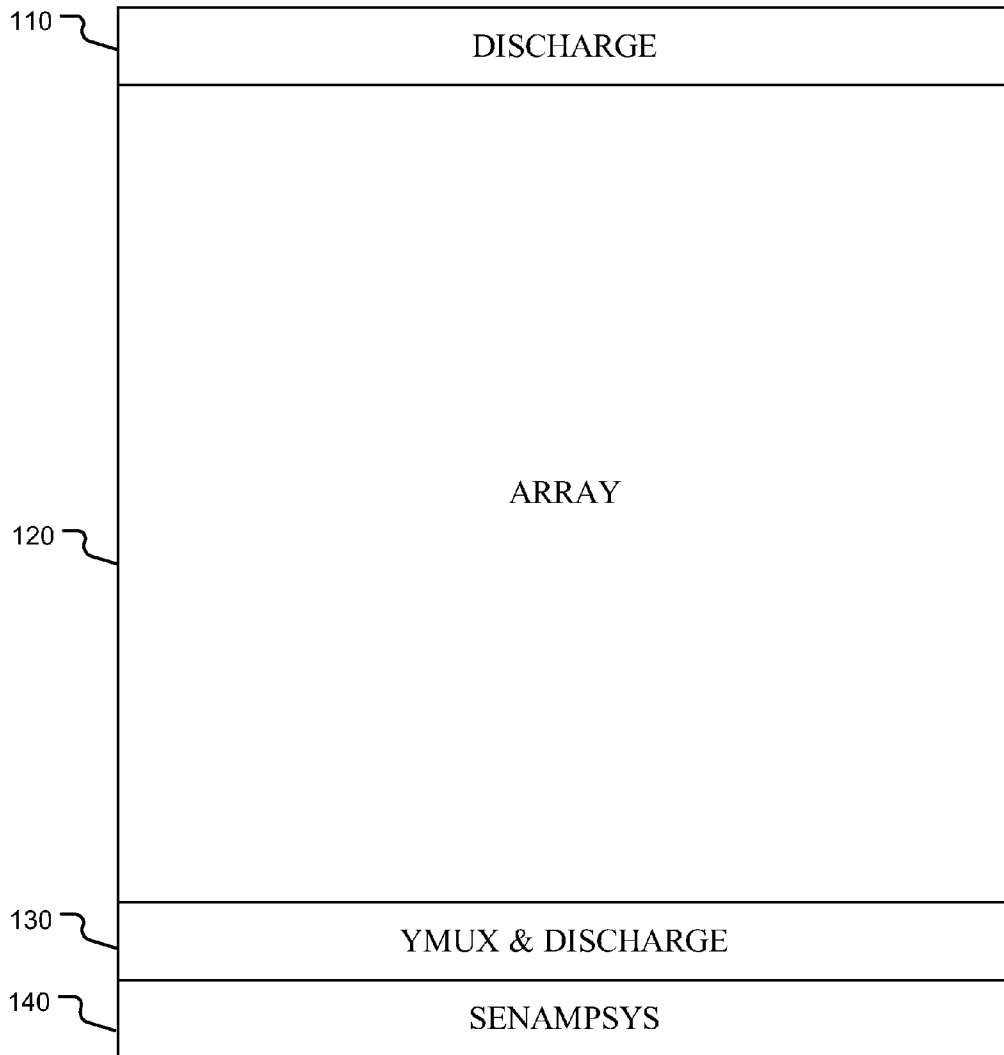 110
DISCHARGE
ARRAY
120
130
YMUX & DISCHARGE
140
SENAMPSYS